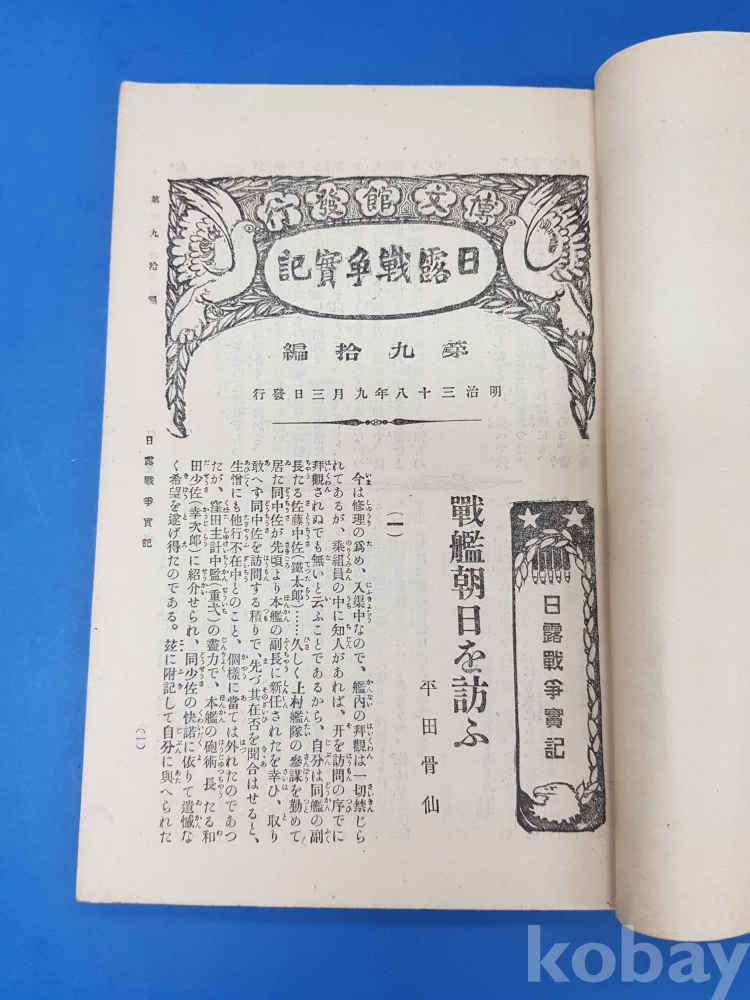 行發館文博
記實爭戰露日
編拾九第
行發日三月九年八十三治明
日露戰爭實記
戰艦朝日を訪ふ
平田骨仙
(一)
今は修理の爲め、入渠中なので、艦内の拜觀は一切禁じら
れてあるが、乘組員の中に知人があれば、开を訪問の序でに
拜觀されぬでも無いと云ふことであるから、自分は同艦の副
長たる佐藤中佐(鐵太郎)……久しく上村艦隊の參謀を勤めて
居た同中佐が先頃より本艦の副長に新任されたを幸ひ、取り
敢へず同中佐を訪問する積りで、先づ其在否を聞合はせると、
生憎にも他行不在中とのこと、個樣に當ては外れたのであつ
たが、窪田主計中監(重弌)の盡力で、本艦の砲術長たる和
田少佐(幸次郎)に紹介せられ、同少佐の快諾に依りて遺憾な
く希望を遂げ得たのである。茲に附記して自分に與へられた
第九拾編
日露戰爭實記
(一)
kobay